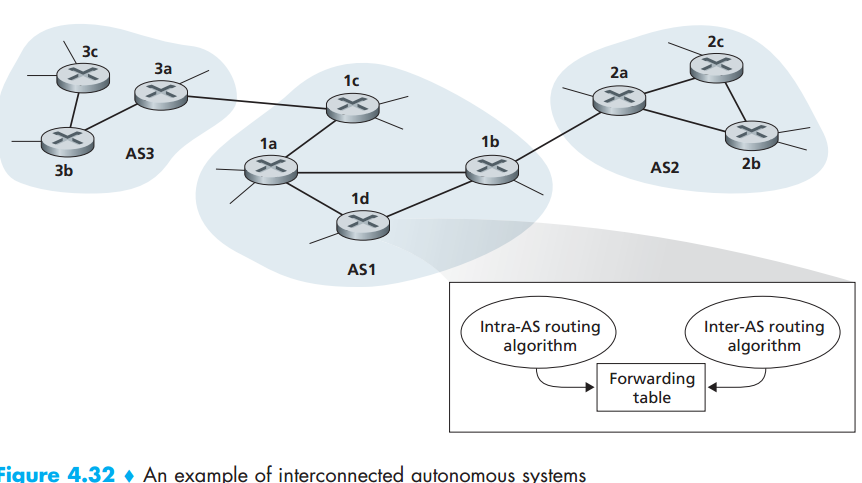 3c
3a
3b
AS3
1c
1a
1b
1d
AS1
2c
2a
2b
AS2
Intra-AS routing
algorithm
Inter-AS routing
algorithm
Forwarding
table
Figure 4.32 ♦ An example of interconnected autonomous systems